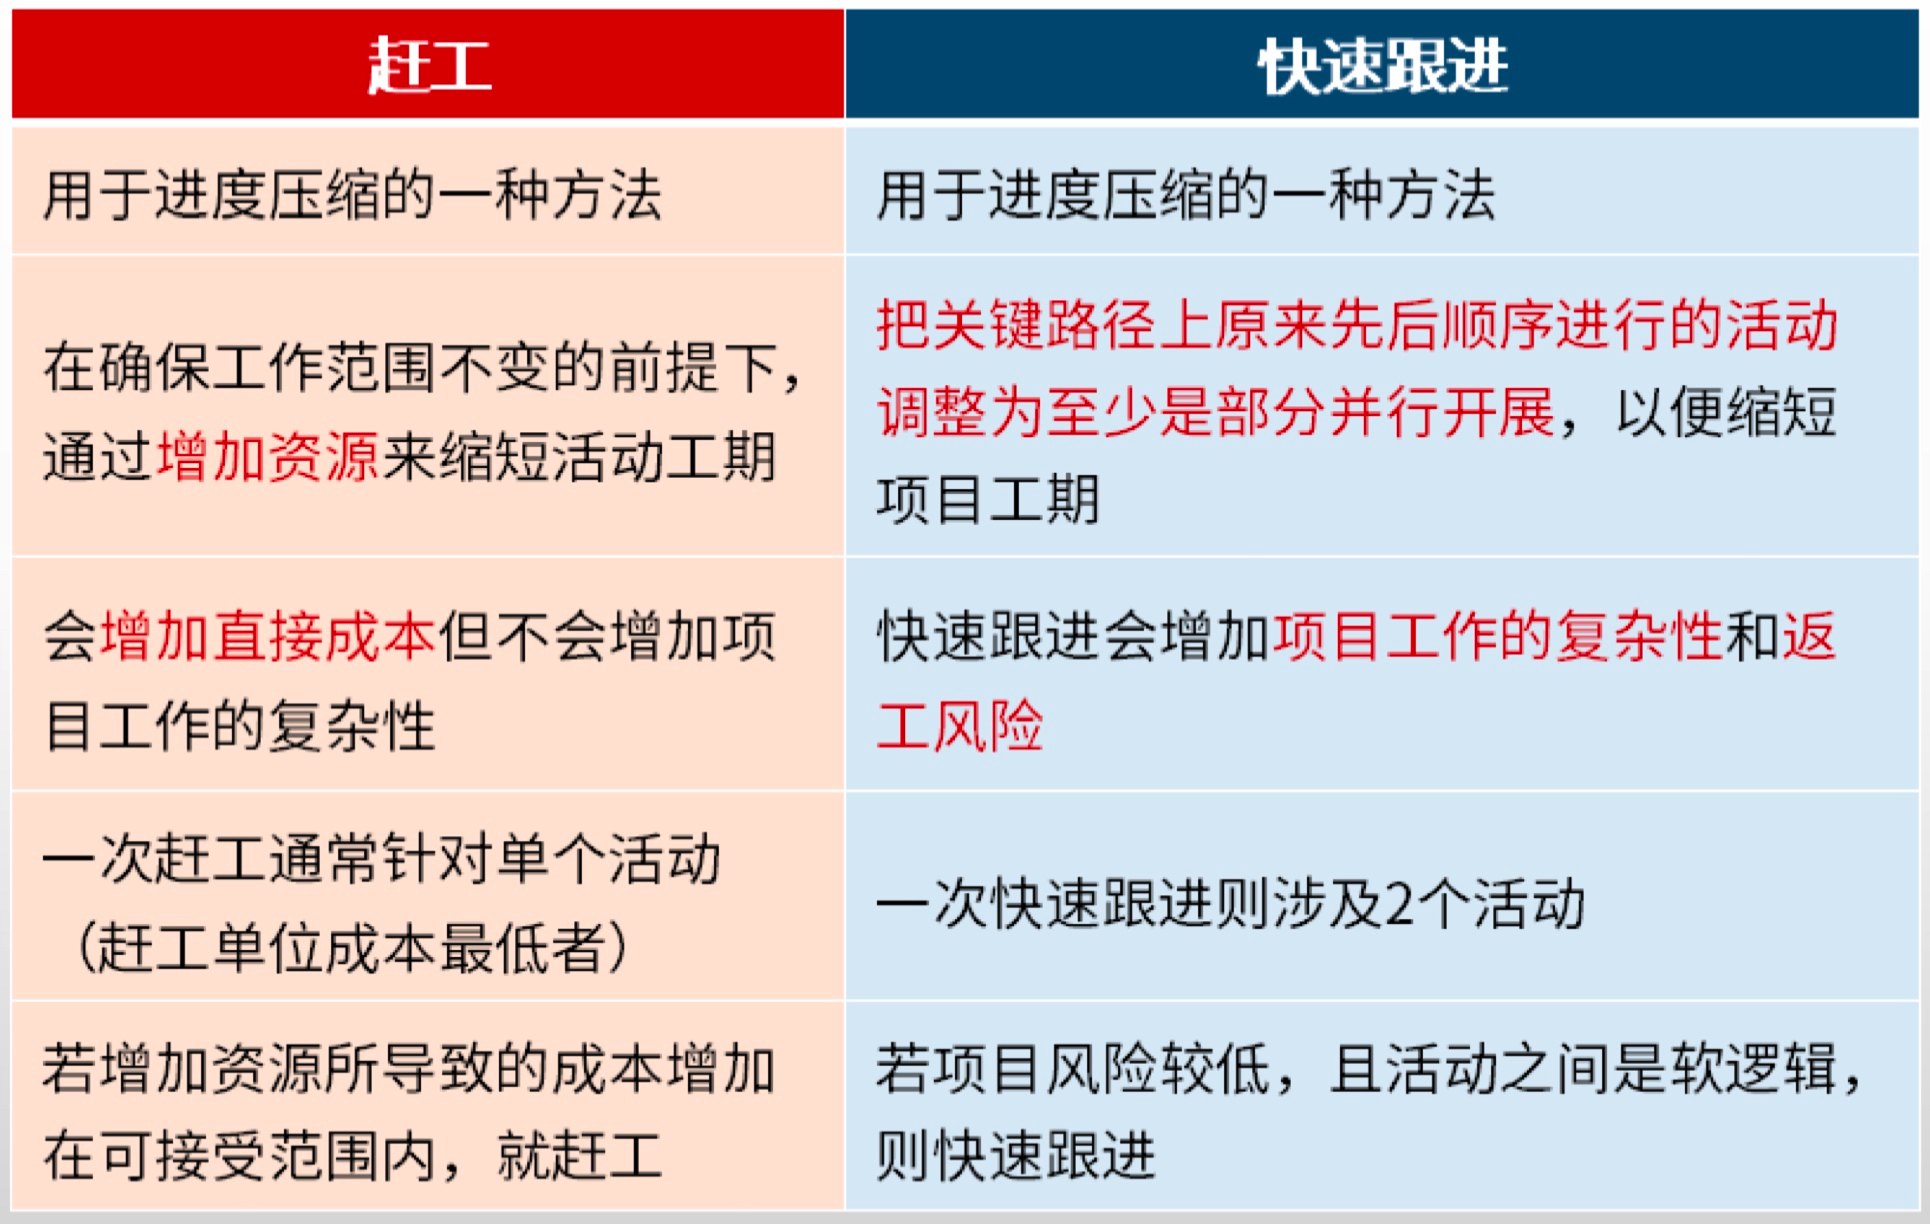 赶工
快速跟进
用于进度压缩的一种方法
用于进度压缩的一种方法
在确保工作范围不变的前提下，
通过增加资源来缩短活动工期
把关键路径上原来先后顺序进行的活动
调整为至少是部分并行开展，以便缩短
项目工期
会增加直接成本但不会增加项
目工作的复杂性
快速跟进会增加项目工作的复杂性和返
工风险
一次赶工通常针对单个活动
（赶工单位成本最低者）
一次快速跟进则涉及2个活动
若增加资源所导致的成本增加
在可接受范围内，就赶工
若项目风险较低，且活动之间是软逻辑，
则快速跟进